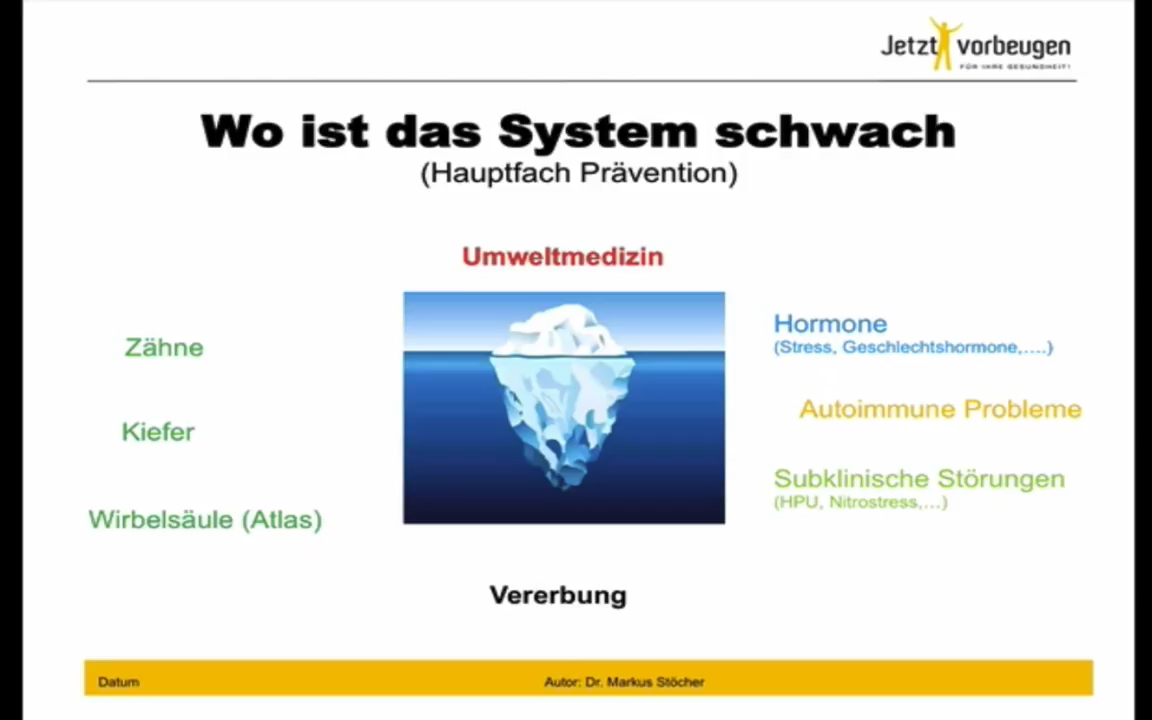 Jetzt vorbeugen
FÜR IHRE GESUNDHEIT!
Wo ist das System schwach
(Hauptfach Prävention)
Umweltmedizin
Zähne
Kiefer
Wirbelsäule (Atlas)
Hormone
(Stress, Geschlechtshormone,....)
Autoimmune Probleme
Subklinische Störungen
(HPU, Nitrostress,...)
Vererbung
Datum
Autor: Dr. Markus Stöcher